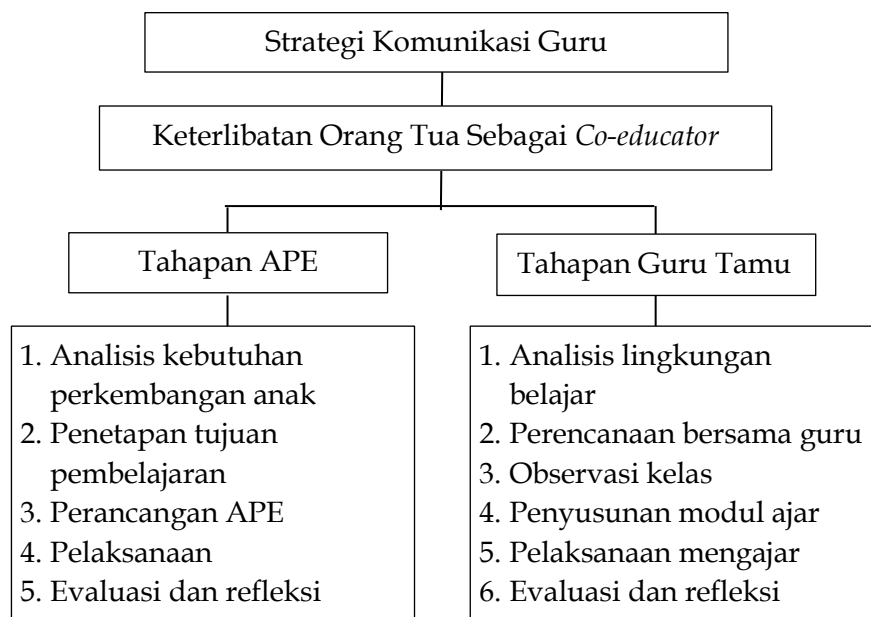 Strategi Komunikasi Guru
Keterlibatan Orang Tua Sebagai Co-educator
Tahapan APE
Tahapan Guru Tamu
1. Analisis kebutuhan
perkembangan anak
2. Penetapan tujuan
pembelajaran
3. Perancangan APE
4. Pelaksanaan
5. Evaluasi dan refleksi
1. Analisis lingkungan
belajar
2. Perencanaan bersama guru
3. Observasi kelas
4. Penyusunan modul ajar
5. Pelaksanaan mengajar
6. Evaluasi dan refleksi